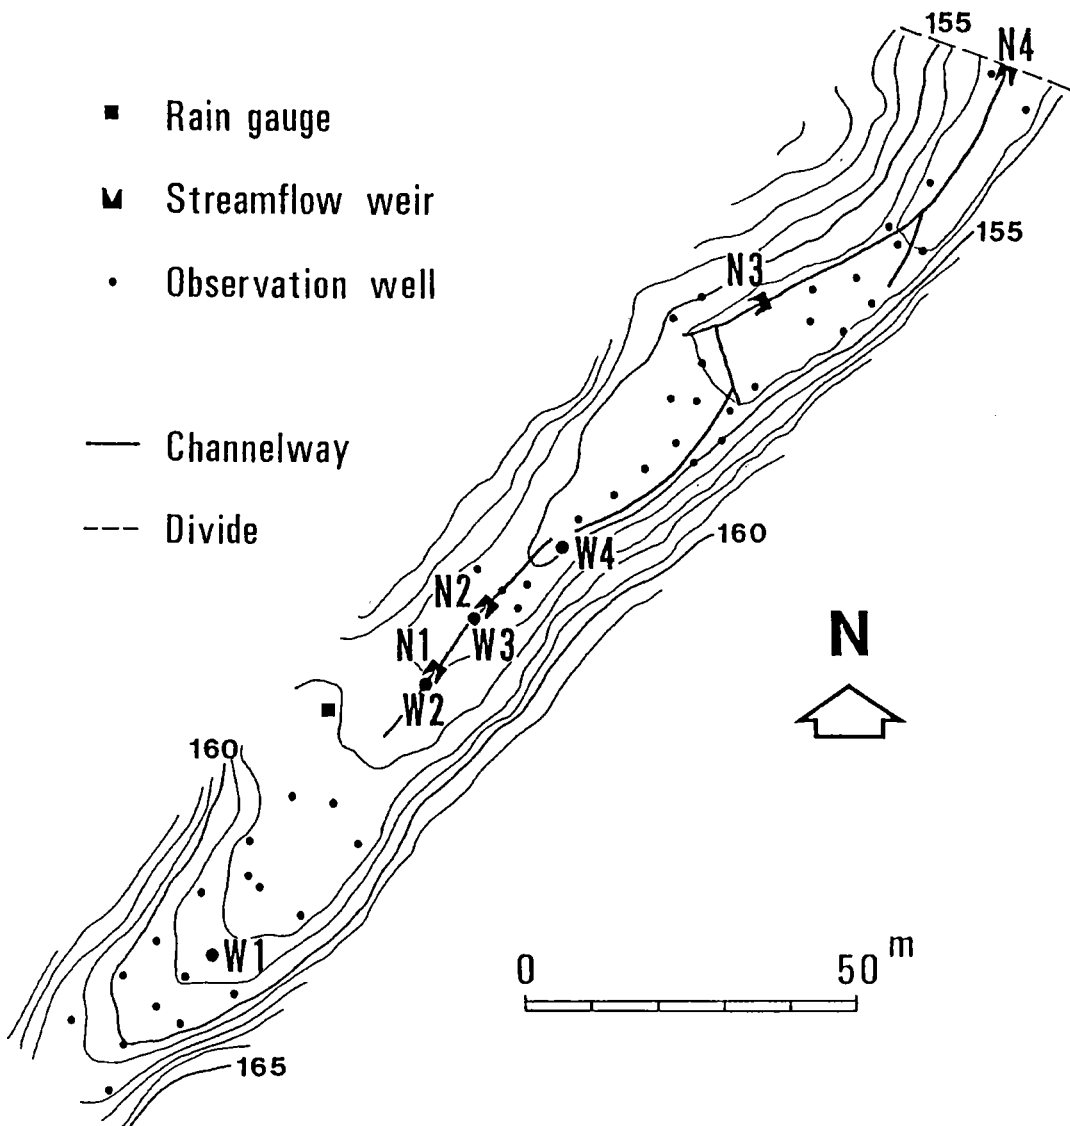 155
N4
Rain gauge
Streamflow weir
155
N3
Observation well
Channelway
Divide
160
W4
N2
N
N1
W3
W2
160
W1
0 50 m
165